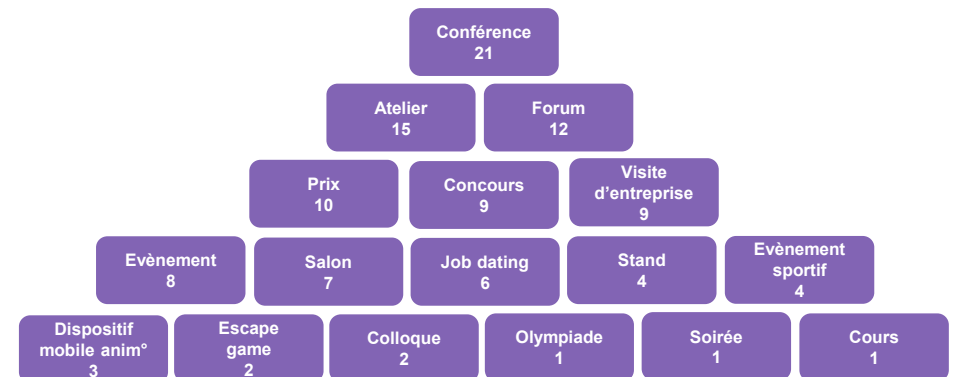 Conférence
21
Atelier
15
Forum
12
Prix
10
Concours
9
Visite
d'entreprise
9
Evènement
8
Salon
7
Job dating
6
Stand
4
Evènement
sportif
4
Dispositif
mobile anim°
3
Escape
game
2
Colloque
2
Olympiade
1
Soirée
1
Cours
1